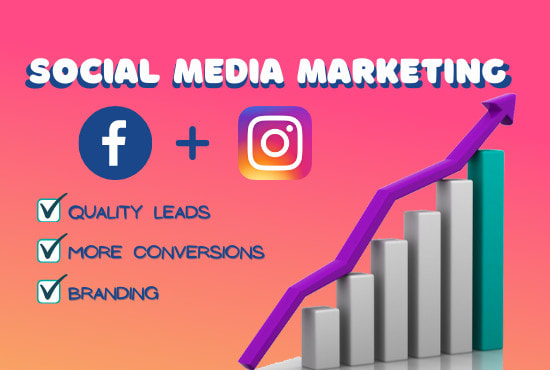 SOCIAL MEDIA MARKETING
f +
QUALITY LEADS
MORE CONVERSIONS
BRANDING